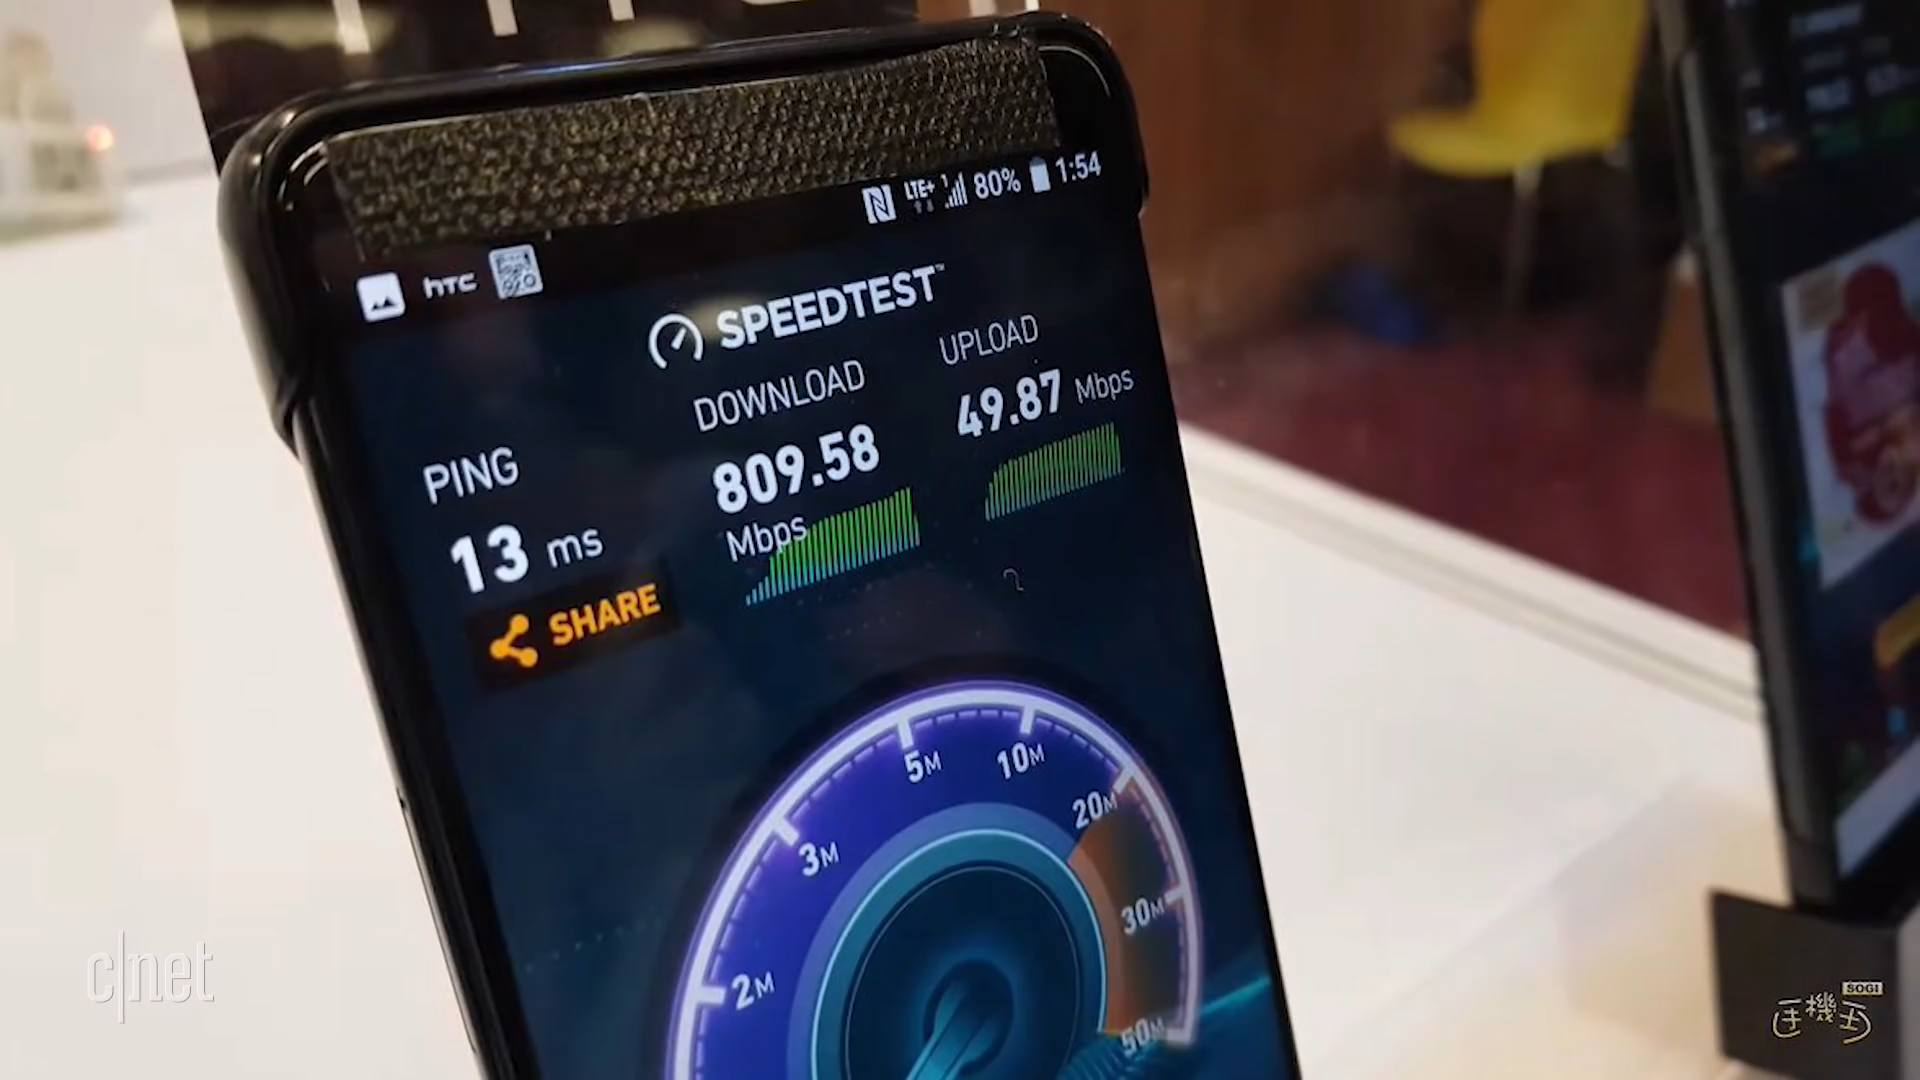 LTE+ 80% 1:54
hTC
SPEEDTEST™
PING
13 ms
DOWNLOAD
809.58
Mbps
UPLOAD
49.87 Mbps
SHARE
2M
3M
5M
10M
20M
30M
50M
c|net
SOGI
手機王